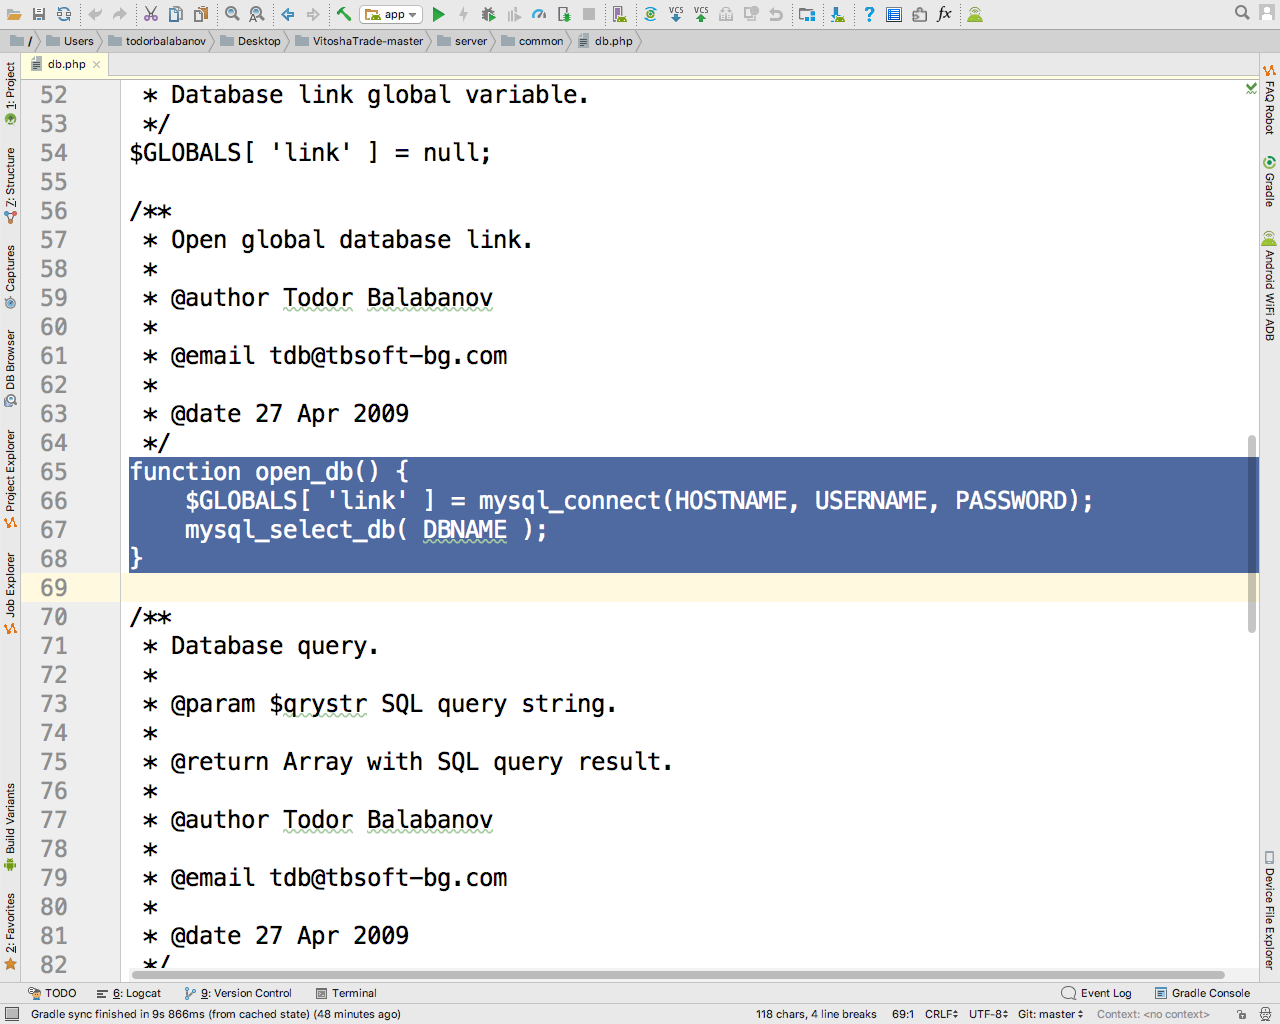 app
VCS
VCS
?
fx
/ Users todorbalabanov Desktop VitoshaTrade-master server common db.php
db.php
1: Project
7: Structure
Captures
DB Browser
Project Explorer
Job Explorer
Build Variants
2: Favorites
52  * Database link global variable.
53  */
54 $GLOBALS[ 'link' ] = null;
55
56 /**
57  * Open global database link.
58  *
59  * @author Todor Balabanov
60  *
61  * @email tdb@tbsoft-bg.com
62  *
63  * @date 27 Apr 2009
64  */
65 function open_db() {
66     $GLOBALS[ 'link' ] = mysql_connect(HOSTNAME, USERNAME, PASSWORD);
67     mysql_select_db( DBNAME );
68 }
69
70 /**
71  * Database query.
72  *
73  * @param $qrystr SQL query string.
74  *
75  * @return Array with SQL query result.
76  *
77  * @author Todor Balabanov
78  *
79  * @email tdb@tbsoft-bg.com
80  *
81  * @date 27 Apr 2009
82  */
FAQ Robot
Gradle
Android WiFi ADB
Device File Explorer
TODO 6: Logcat 9: Version Control Terminal Event Log Gradle Console
Gradle sync finished in 9s 866ms (from cached state) (48 minutes ago) 118 chars, 4 line breaks 69:1 CRLF UTF-8 Git: master Context: <no context>